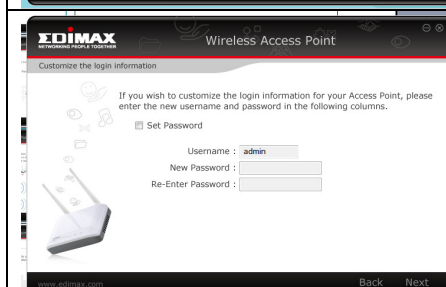 EDIMAX
NETWORKING PEOPLE TOGETHER
Wireless Access Point
Customize the login information
If you wish to customize the login information for your Access Point, please
enter the new username and password in the following columns.
Set Password
Username : admin
New Password :
Re-Enter Password :
www.edimax.com
Back Next